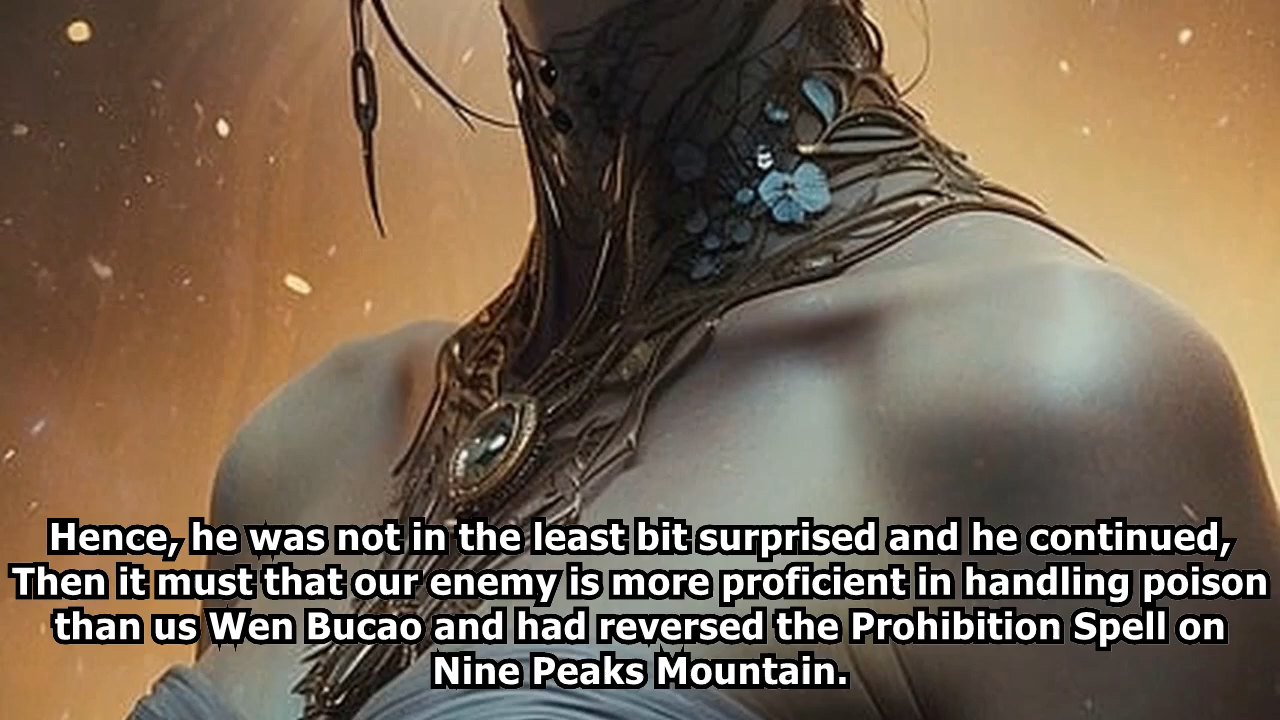 Hence, he was not in the least bit surprised and he continued,
Then it must that our enemy is more proficient in handling poison
than us Wen Bucao and had reversed the Prohibition Spell on
Nine Peaks Mountain.